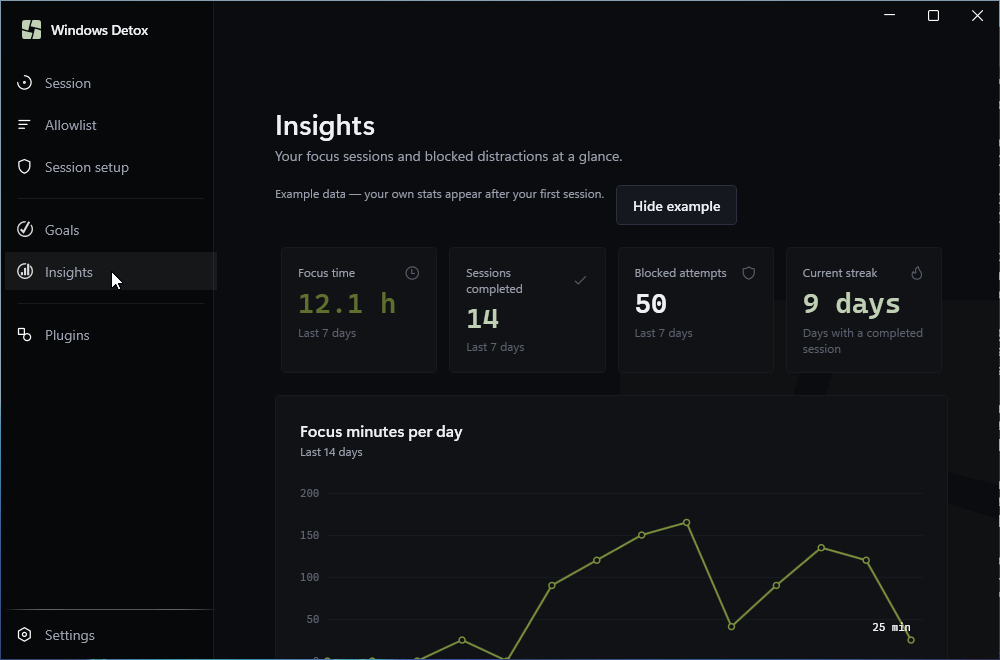 Windows Detox
Session
Allowlist
Session setup
Goals
Insights
Plugins
Settings
Insights
Your focus sessions and blocked distractions at a glance.
Example data — your own stats appear after your first session.
Hide example
Focus time
12.1 h
Last 7 days
Sessions
completed
14
Last 7 days
Blocked attempts
50
Last 7 days
Current streak
9 days
Days with a completed
session
Focus minutes per day
Last 14 days
200
150
100
50
0
25 min